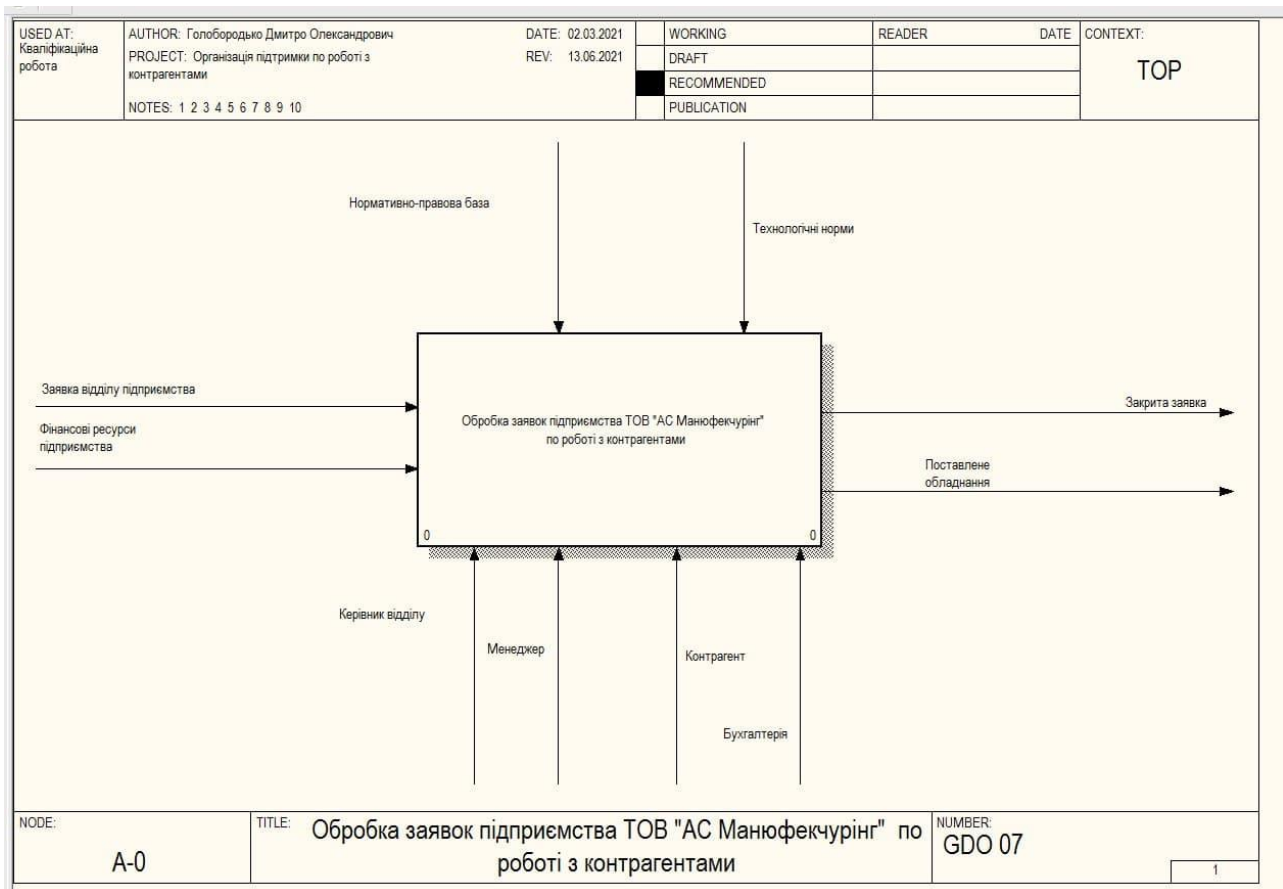 USED AT:
Кваліфікаційна
робота
AUTHOR: Голобородько Дмитро Олександрович
DATE: 02.03.2021
PROJECT: Організація підтримки по роботі з
контрагентами
REV: 13.06.2021
NOTES: 1 2 3 4 5 6 7 8 9 10
WORKING
DRAFT
RECOMMENDED
PUBLICATION
READER DATE
CONTEXT:
TOP
Нормативно-правова база
Технологічні норми
Заявка відділу підприємства
Фінансові ресурси
підприємства
Обробка заявок підприємства ТОВ "АС Манюфекчурінг"
по роботі з контрагентами
0 0
Закрита заявка
Поставлене
обладнання
Керівник відділу
Менеджер
Контрагент
Бухгалтерія
NODE:
A-0
TITLE:
Обробка заявок підприємства ТОВ "АС Манюфекчурінг" по
роботі з контрагентами
NUMBER:
GDO 07
1